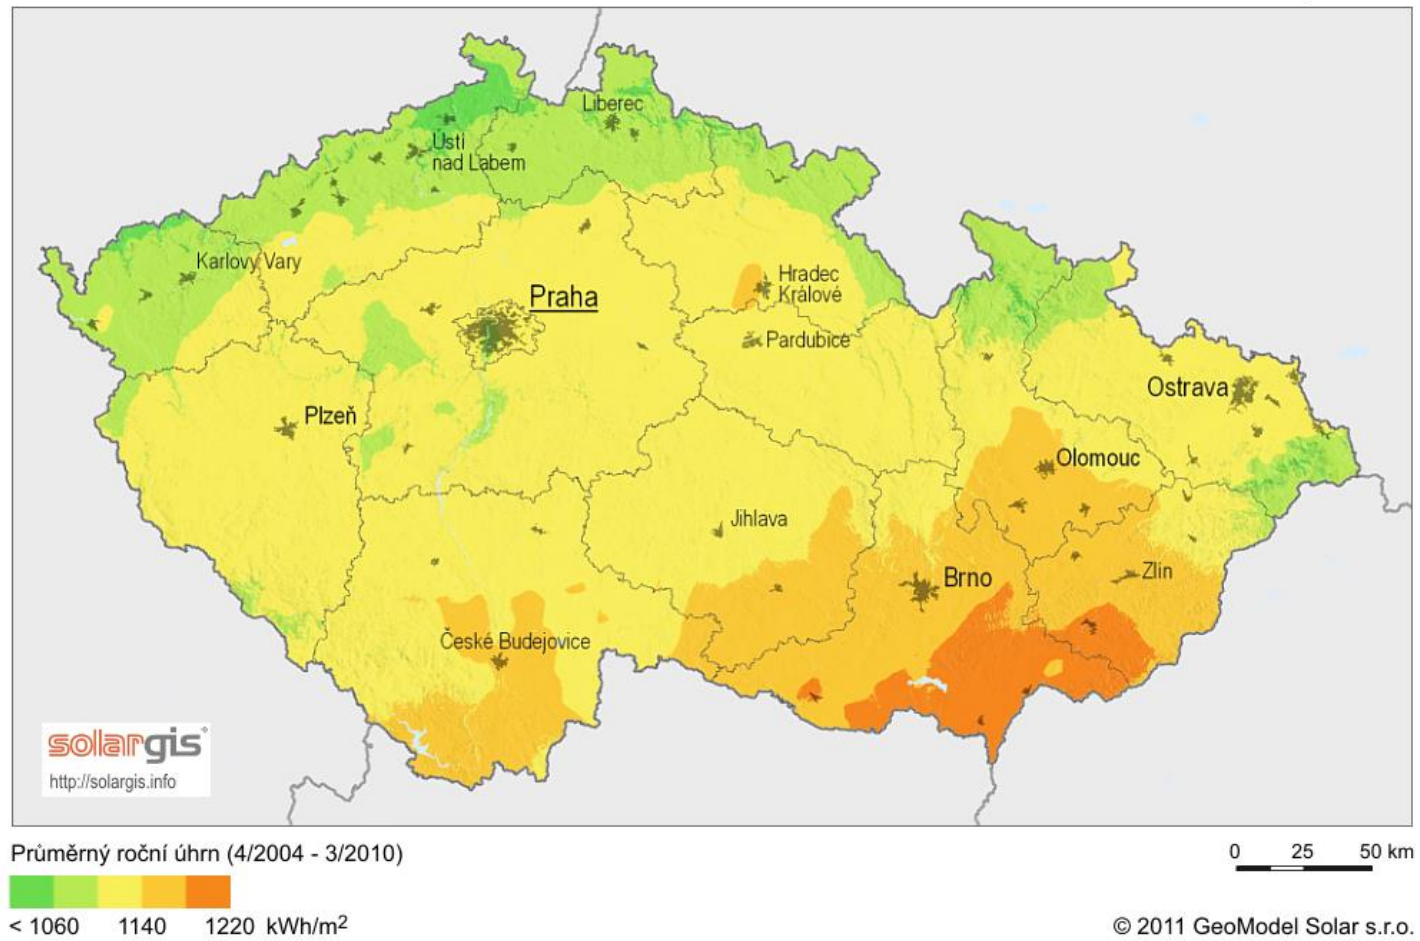 Liberec
Ústí
nad Labem
Karlovy Vary
Hradec
Králové
Praha
Pardubice
Ostrava
Plzeň
Olomouc
Jihlava
Brno
Zlin
České Budejovice
solargis
http://solargis.info
Průměrný roční úhrn (4/2004 - 3/2010)
0 25 50 km
< 1060 1140 1220 kWh/m²
© 2011 GeoModel Solar s.r.o.